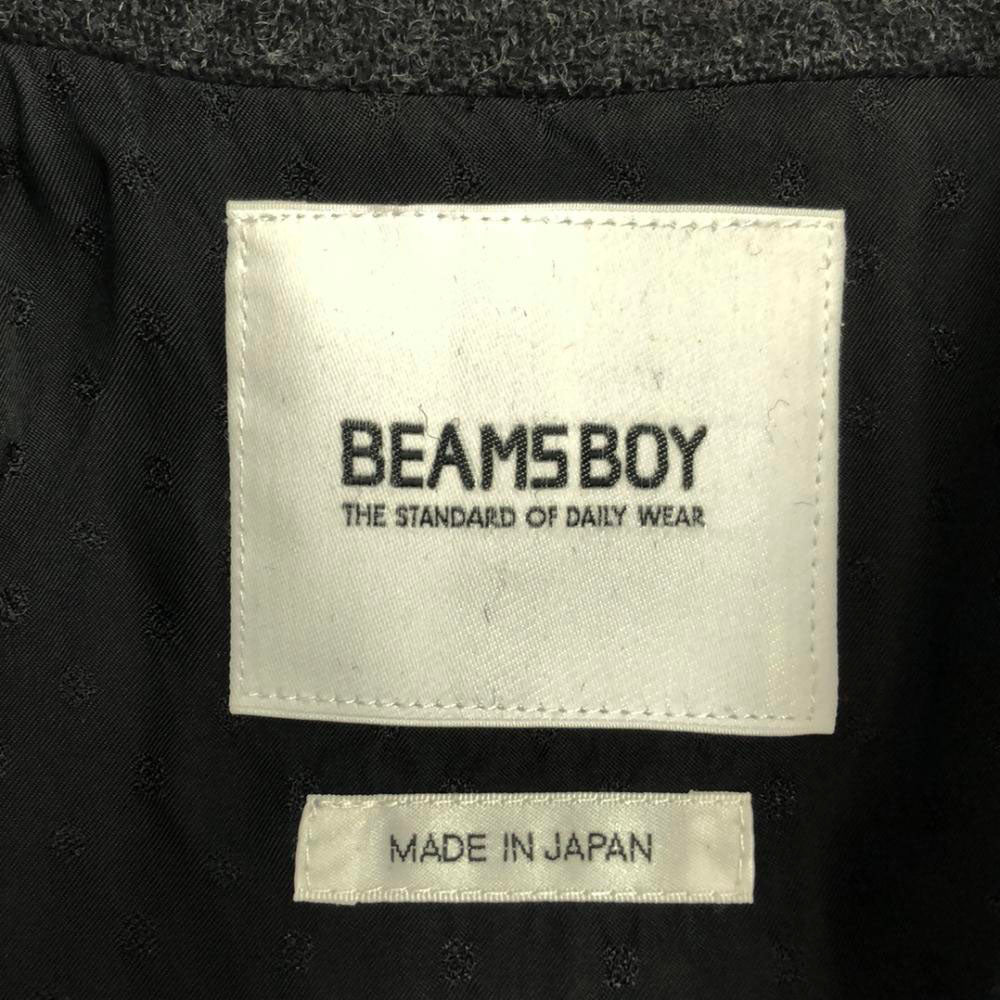 BEAMS BOY
THE STANDARD OF DAILY WEAR
MADE IN JAPAN